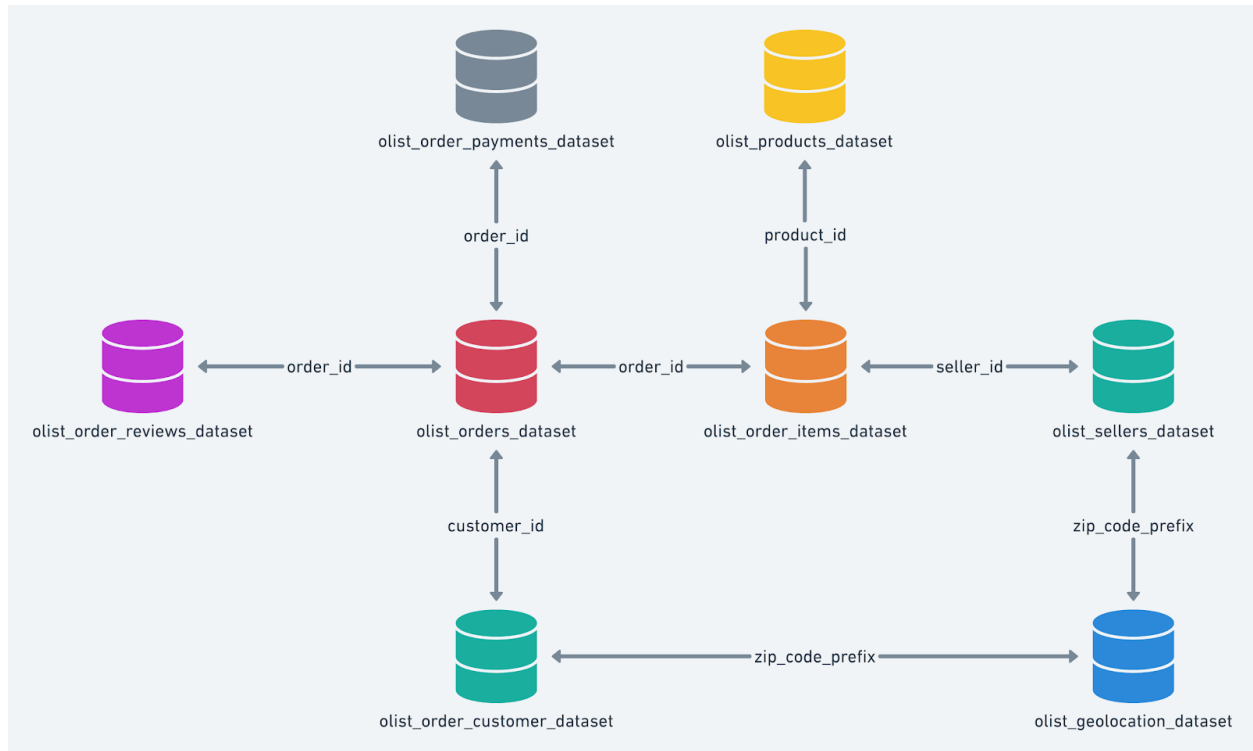 olist_order_payments_dataset
olist_products_dataset
order_id
product_id
order_id
order_id
seller_id
olist_order_reviews_dataset
olist_orders_dataset
olist_order_items_dataset
olist_sellers_dataset
customer_id
zip_code_prefix
zip_code_prefix
olist_order_customer_dataset
olist_geolocation_dataset